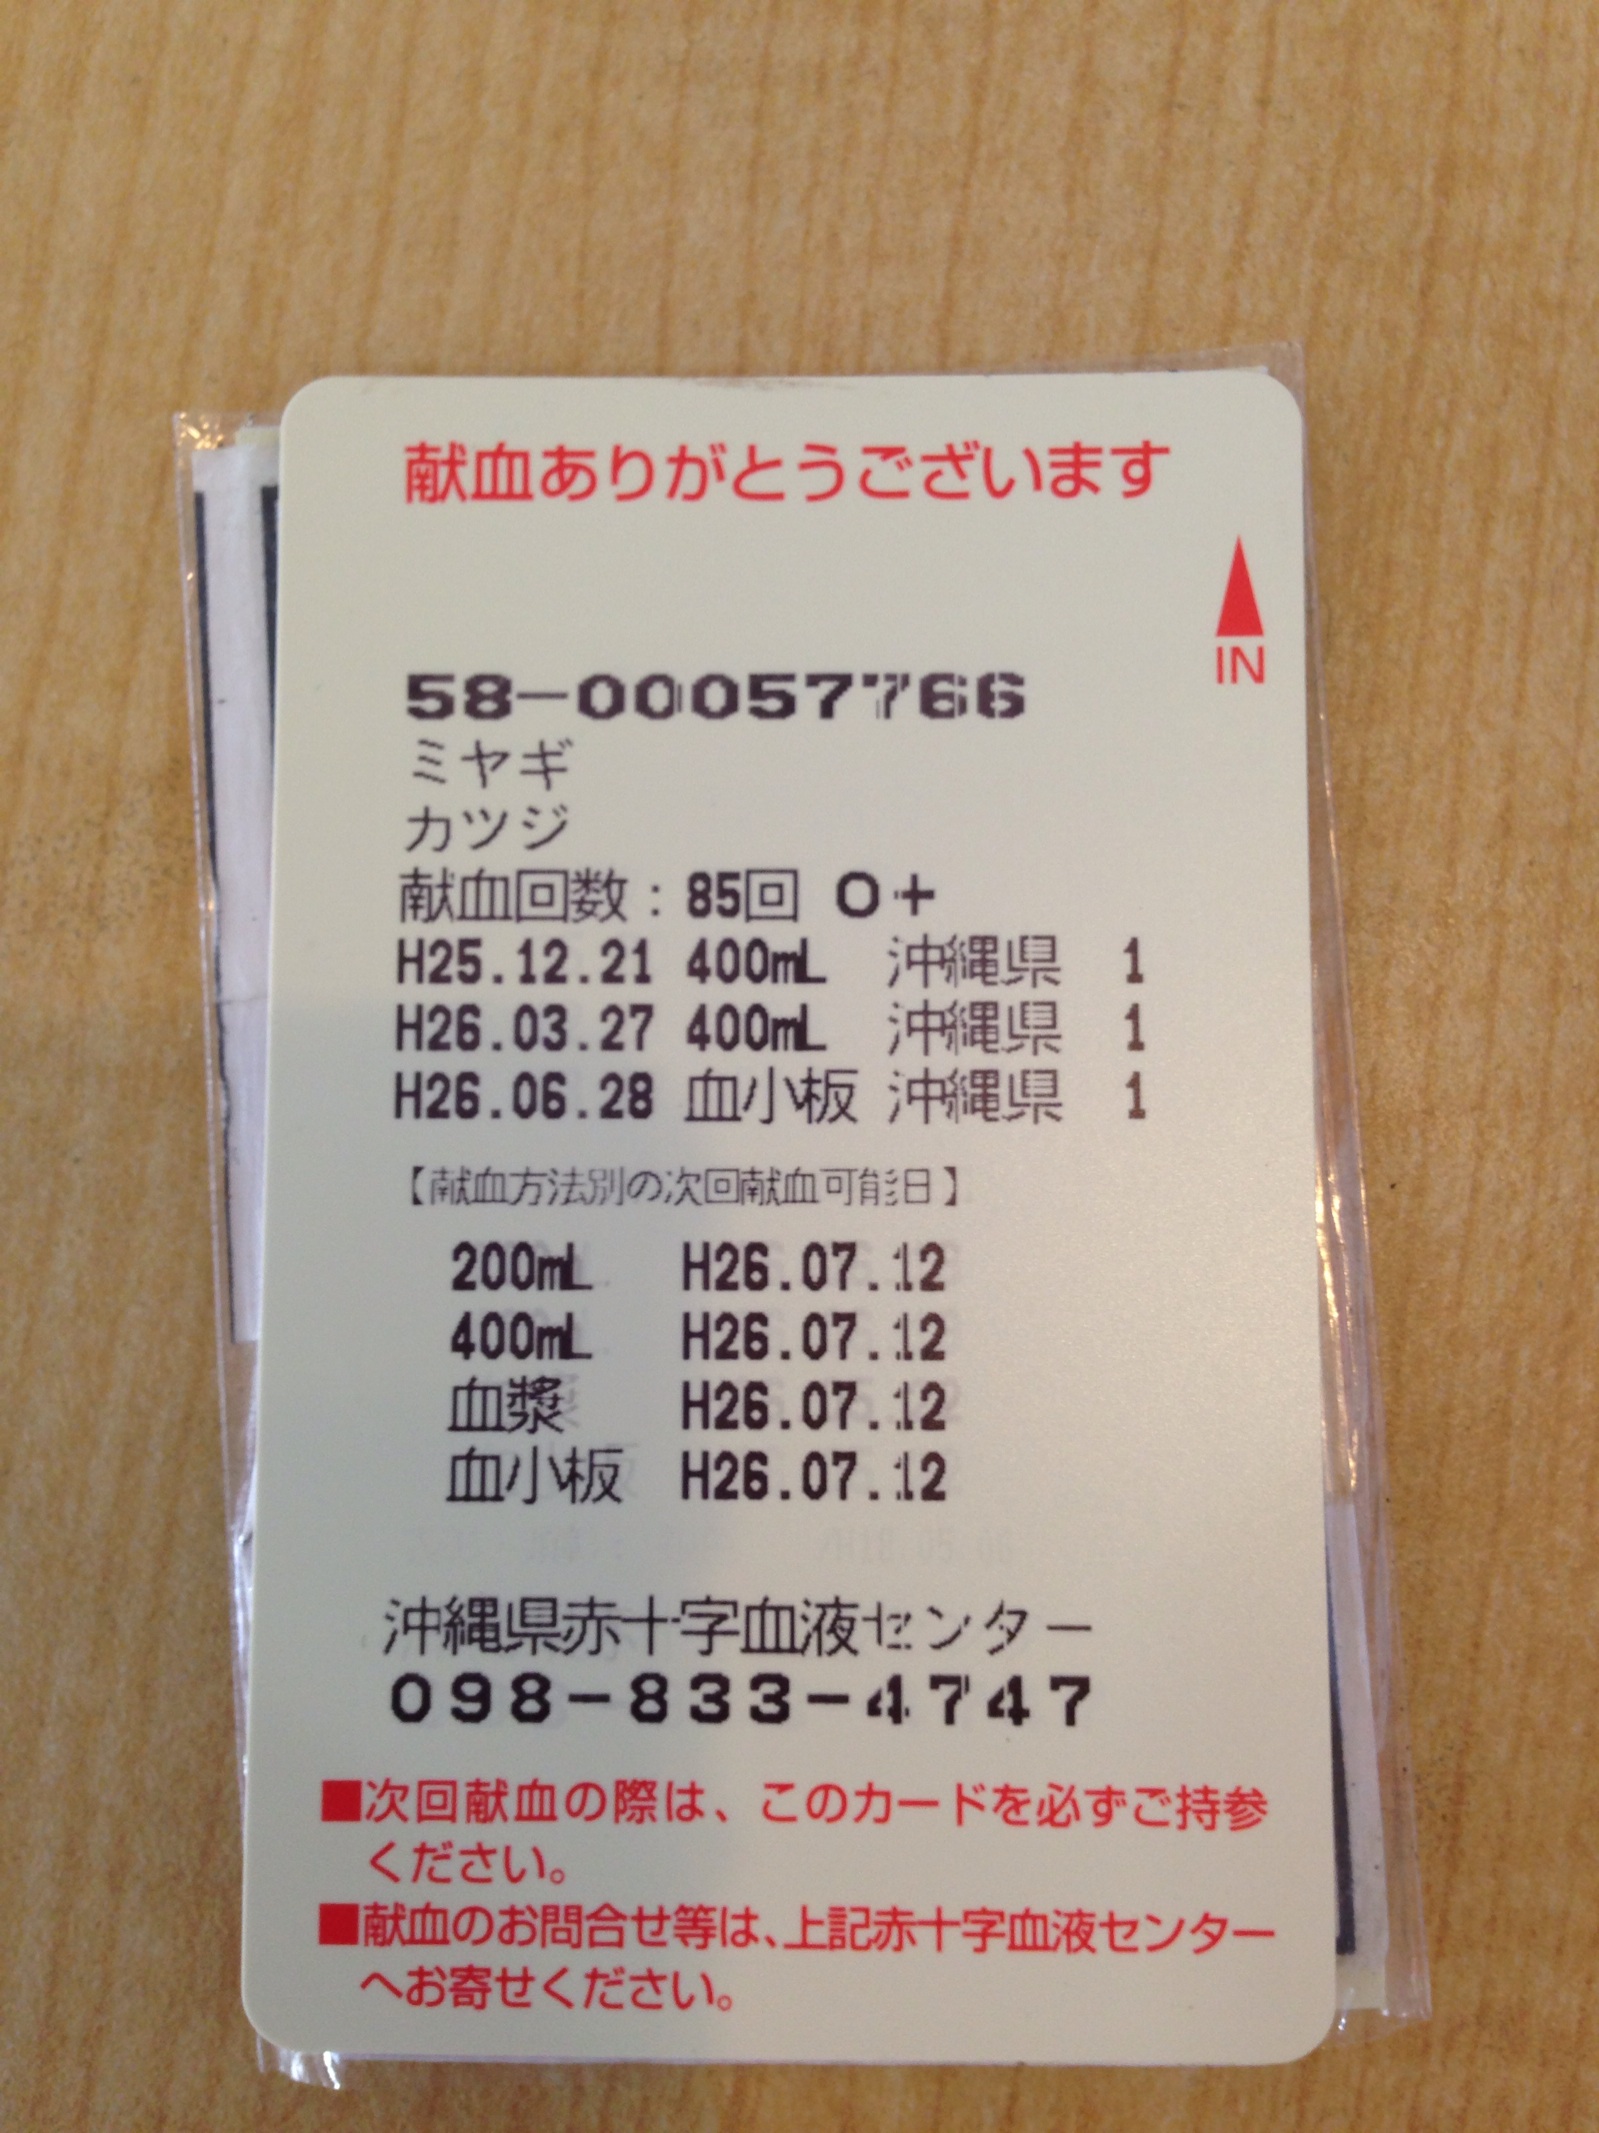 献血ありがとうございます
IN
58-00057766
ミヤギ
カツジ
献血回数：85回 O+
H25.12.21 400mL 沖縄県 1
H26.03.27 400mL 沖縄県 1
H26.06.28 血小板 沖縄県 1
【献血方法別の次回献血可能日】
200mL H26.07.12
400mL H26.07.12
血漿 H26.07.12
血小板 H26.07.12
沖縄県赤十字血液センター
098-833-4747
■次回献血の際は、このカードを必ずご持参
ください。
■献血のお問合せ等は、上記赤十字血液センター
へお寄せください。